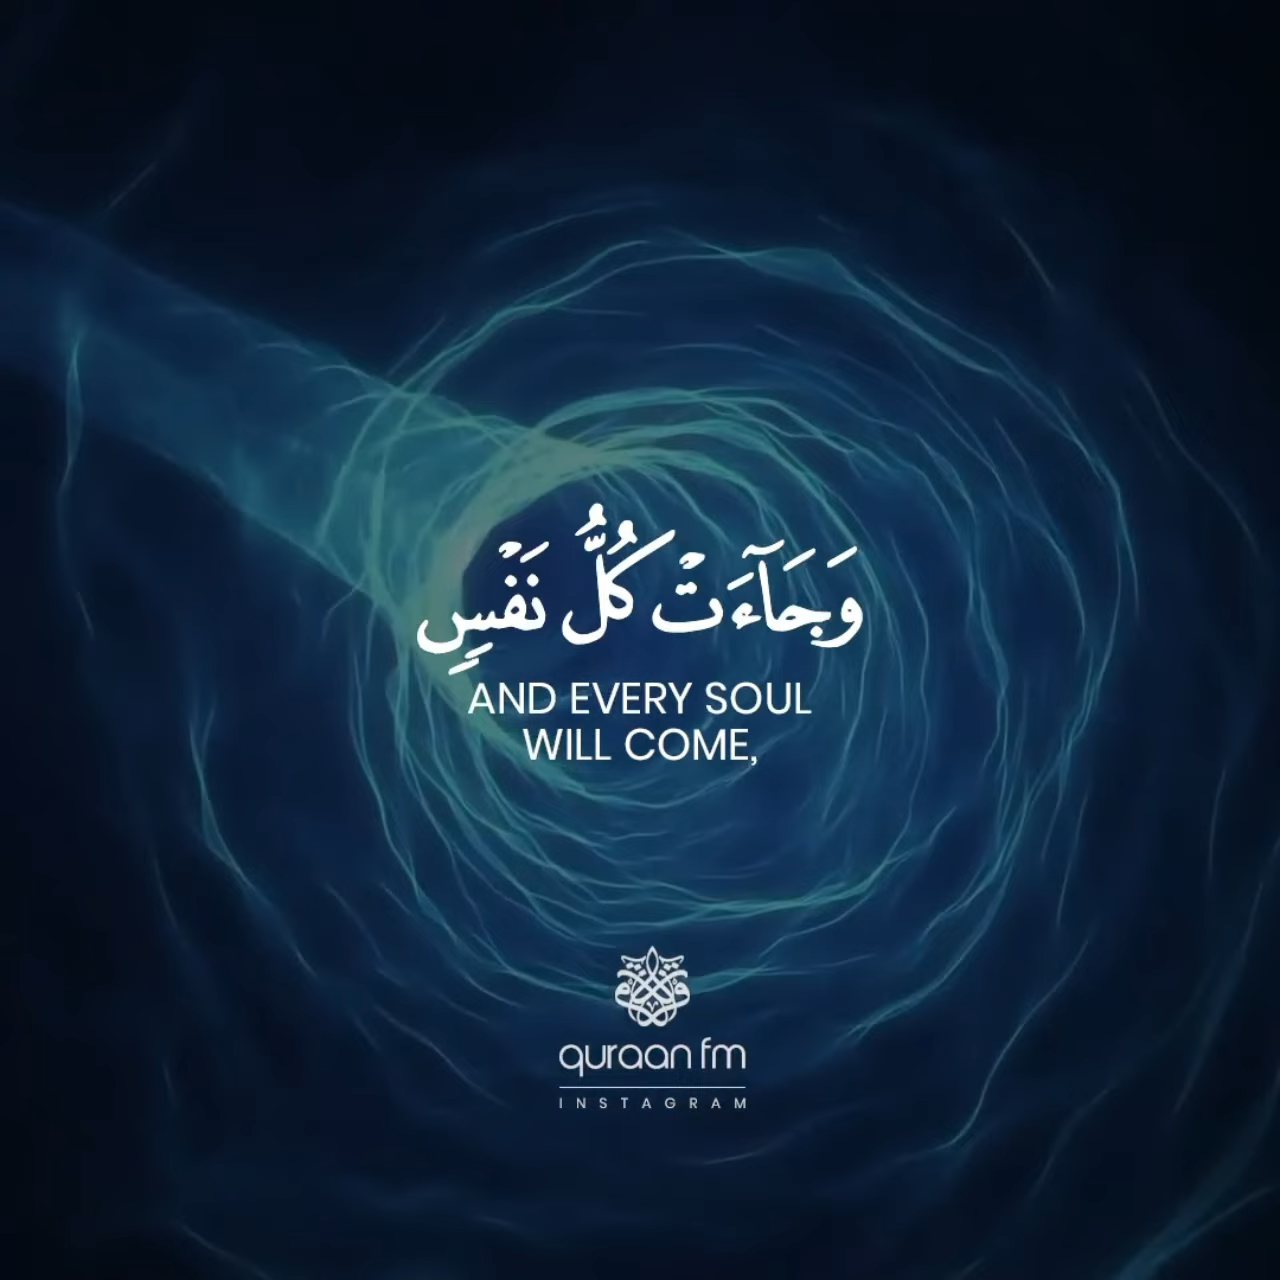 وَجَآءَتْ كُلُّ نَفْسٍ
AND EVERY SOUL
WILL COME,
quraan fm
INSTAGRAM